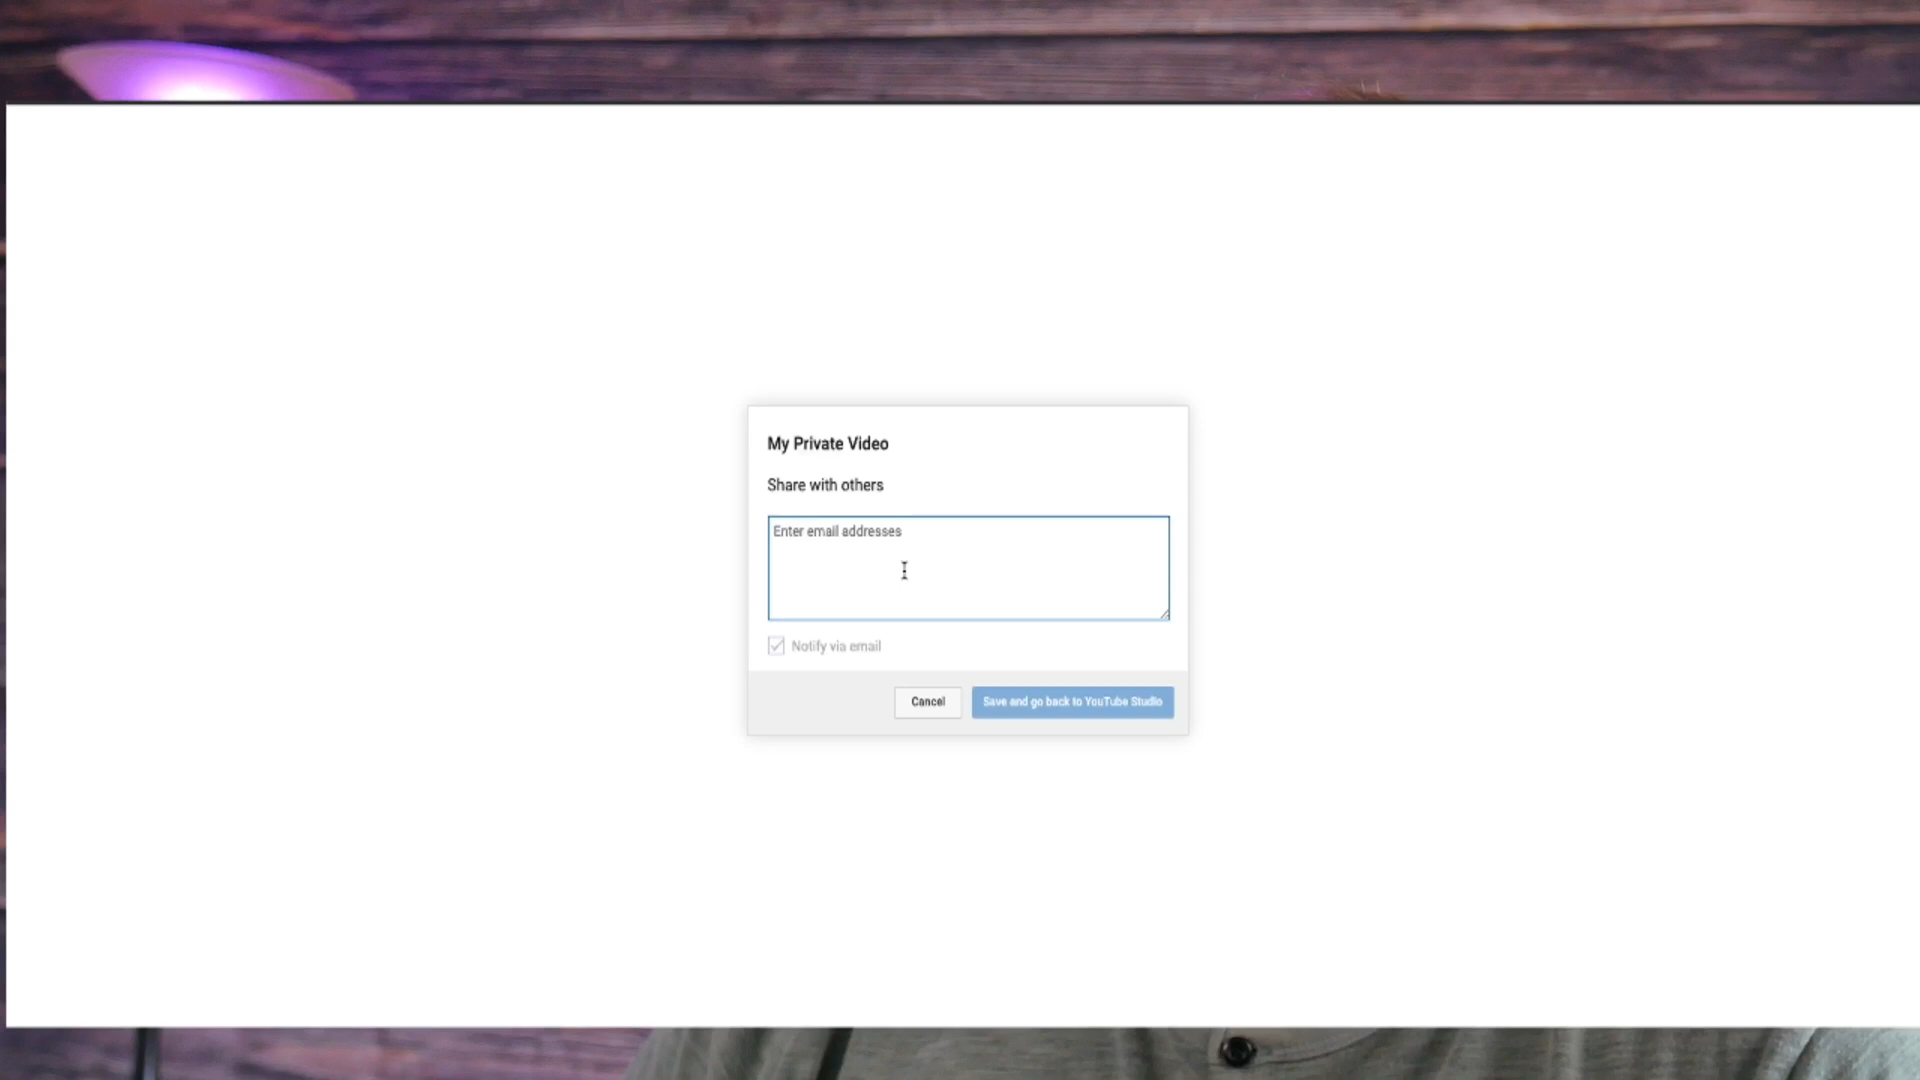 My Private Video
Share with others
Enter email addresses
Notify via email
Cancel
Save and go back to YouTube Studio